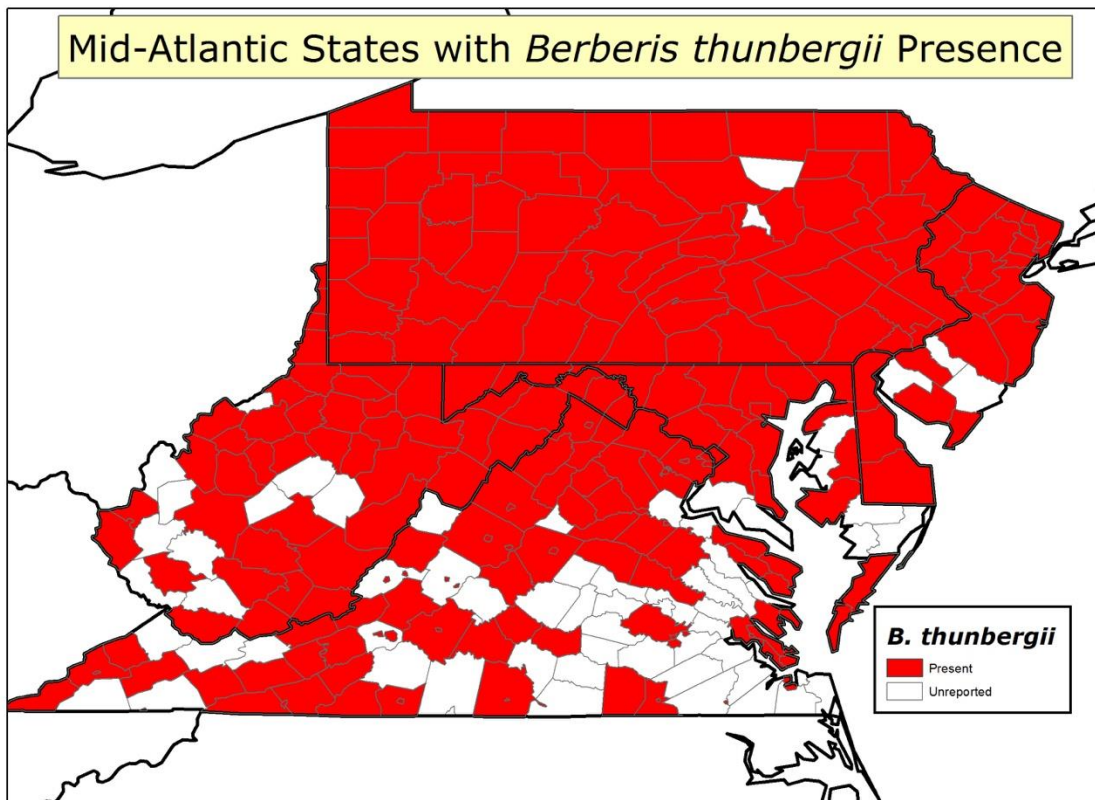 Mid-Atlantic States with Berberis thunbergii Presence
B. thunbergii
Present
Unreported